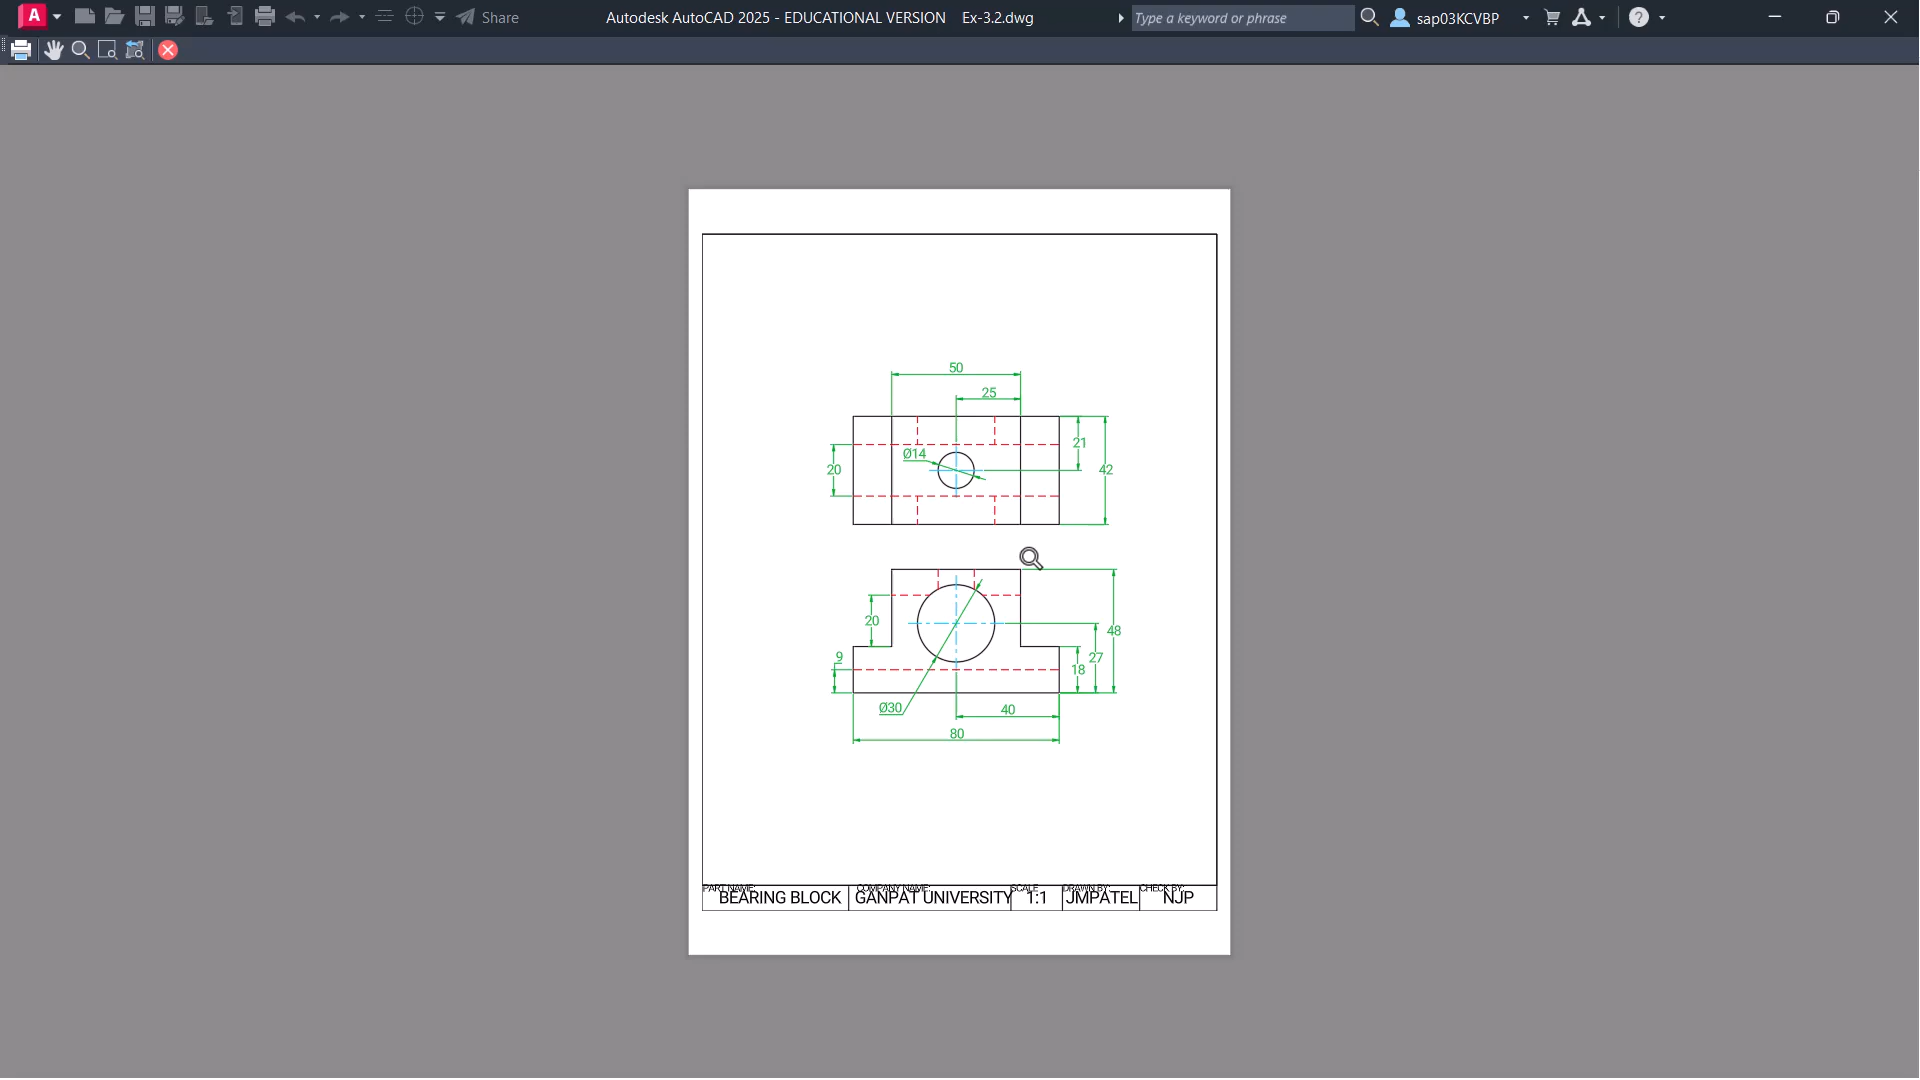 A Share Autodesk AutoCAD 2025 - EDUCATIONAL VERSION Ex-3.2.dwg Type a keyword or phrase sap03KCVBP ?
50
25
21
Ø14
20
42
20
48
9
27
18
Ø30
40
80
PART NAME: COMPANY NAME: SCALE DRAWN BY: CHECK BY:
BEARING BLOCK GANPAT UNIVERSITY 1:1 JMPATEL NJP